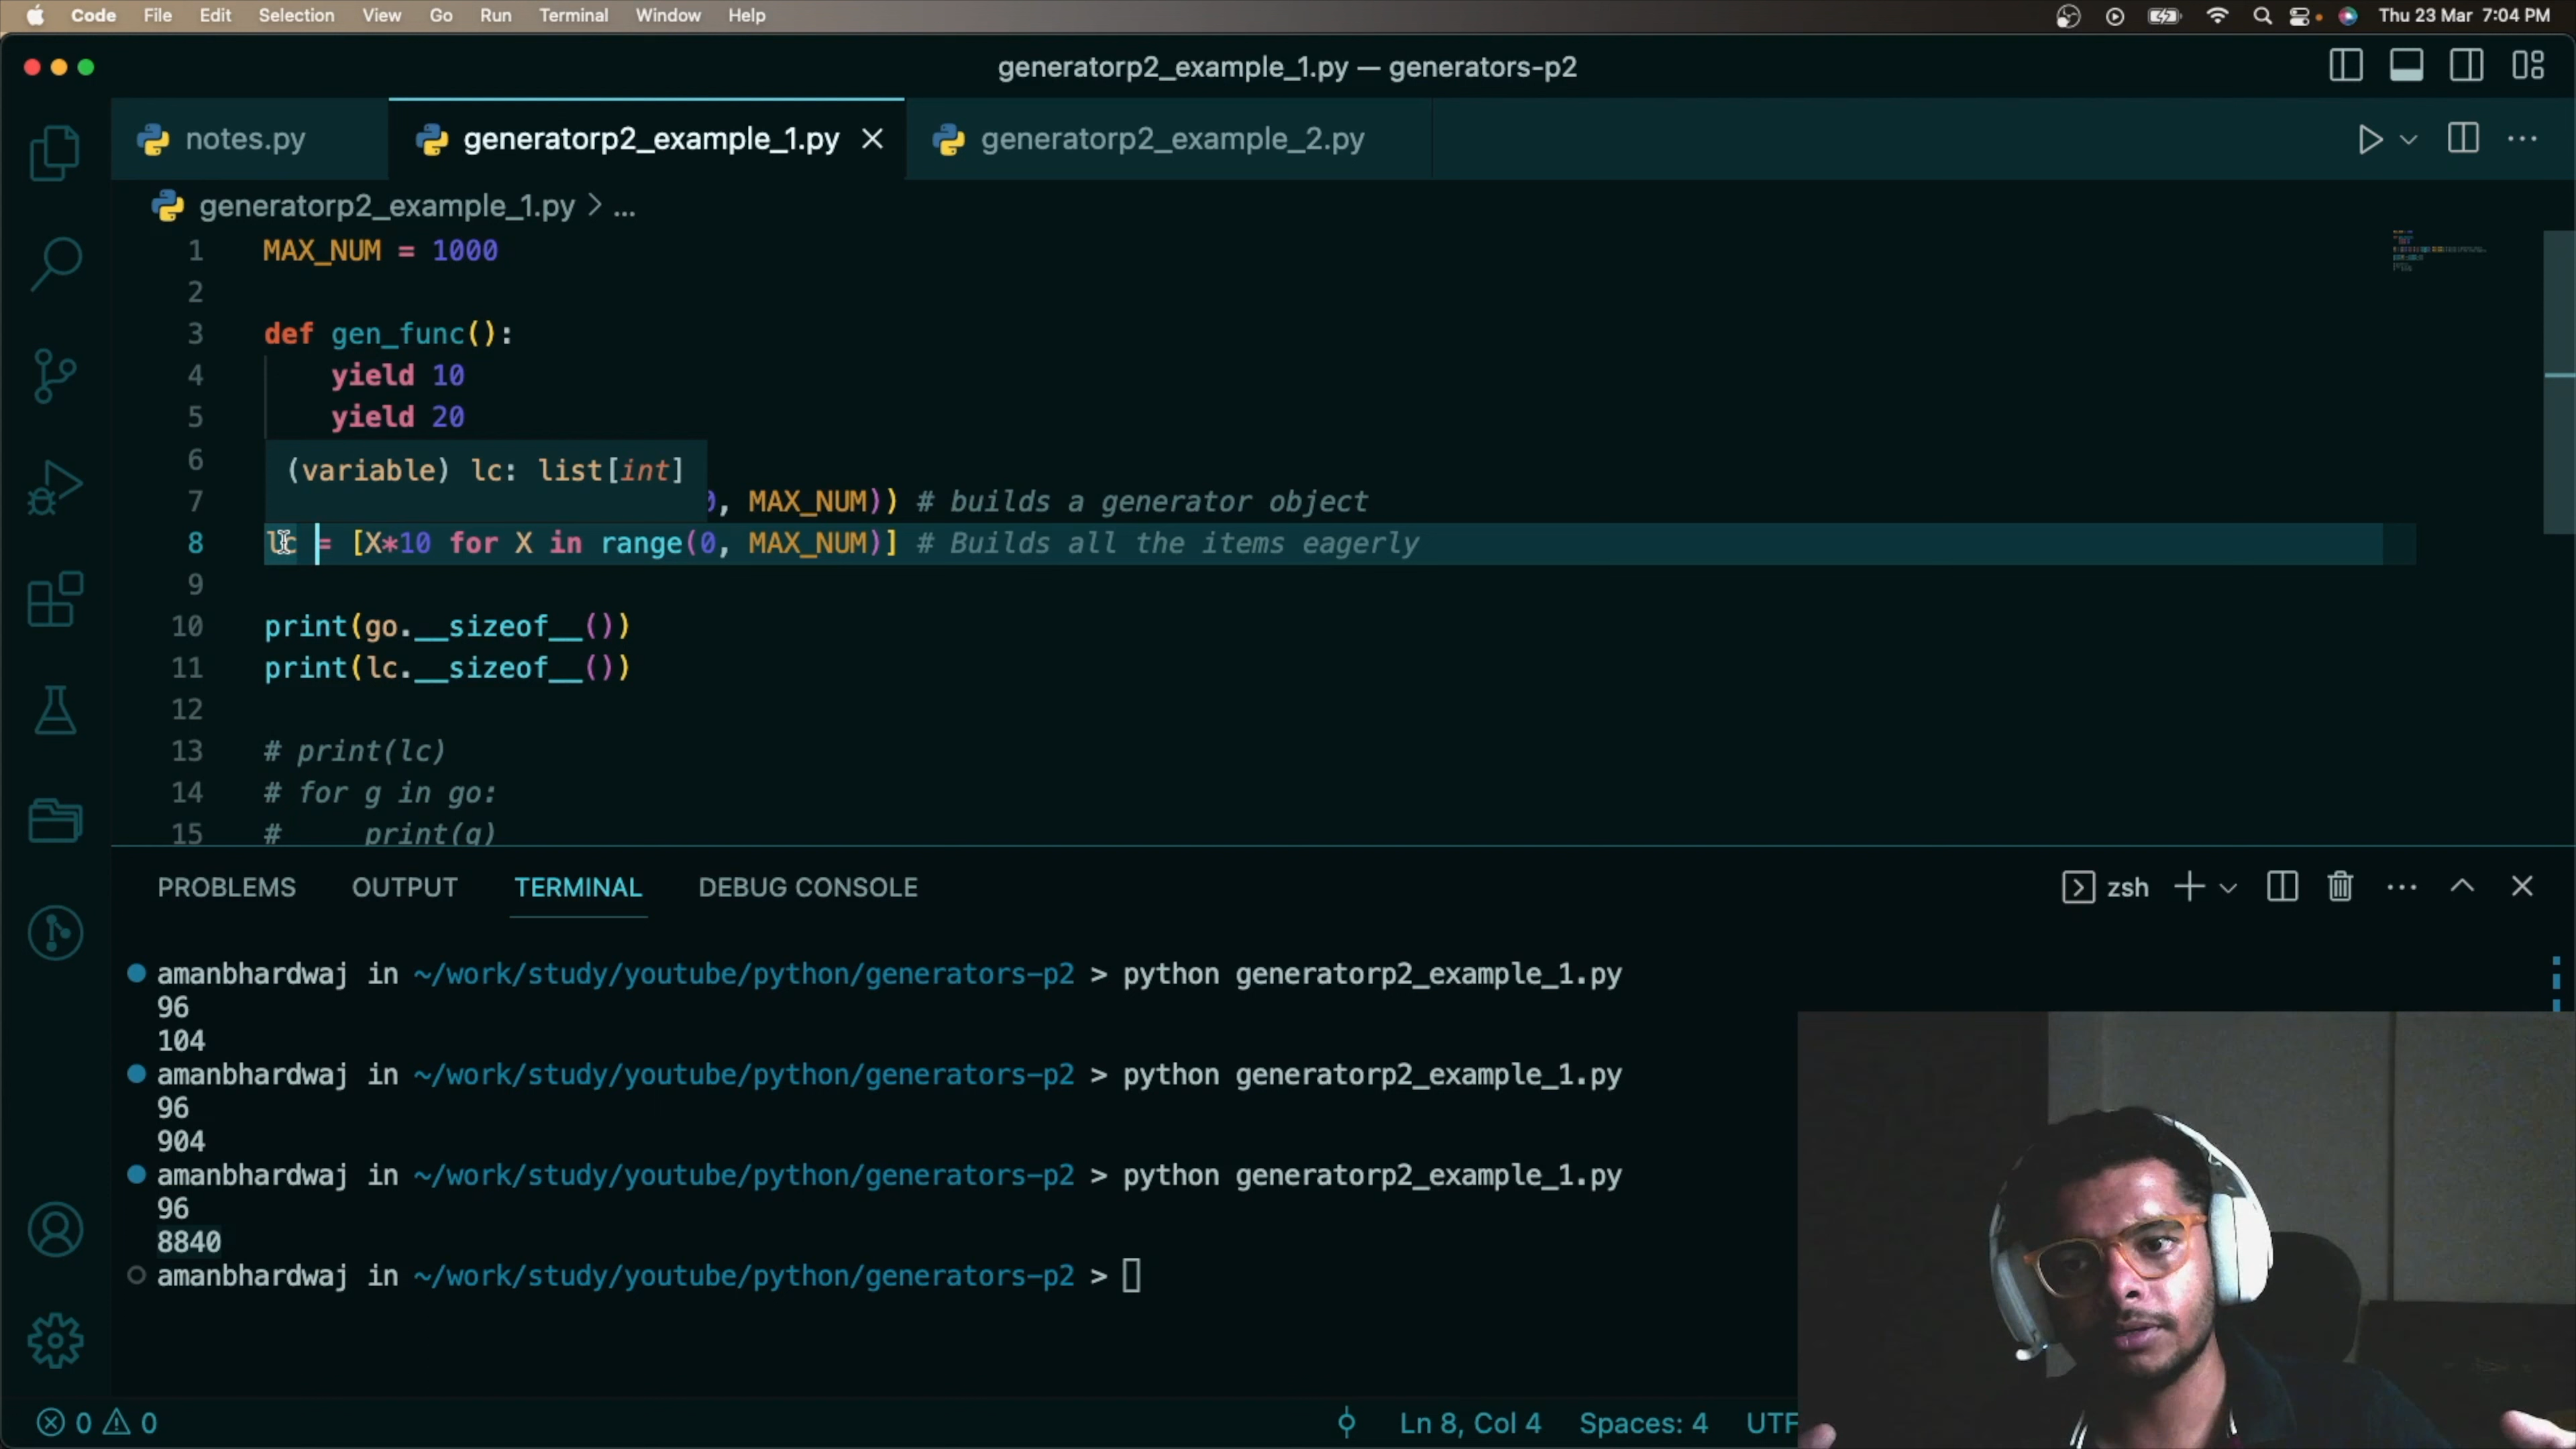 Code File Edit Selection View Go Run Terminal Window Help Thu 23 Mar 7:04 PM
generatorp2_example_1.py — generators-p2
notes.py generatorp2_example_1.py generatorp2_example_2.py
generatorp2_example_1.py > ...
1 MAX_NUM = 1000
2
3 def gen_func():
4 yield 10
5 yield 20
6
(variable) lc: list[int]
7 , MAX_NUM)) # builds a generator object
8 lc = [X*10 for X in range(0, MAX_NUM)] # Builds all the items eagerly
9
10 print(go.__sizeof__())
11 print(lc.__sizeof__())
12
13 # print(lc)
14 # for g in go:
15 # print(g)
PROBLEMS OUTPUT TERMINAL DEBUG CONSOLE zsh
amanbhardwaj in ~/work/study/youtube/python/generators-p2 > python generatorp2_example_1.py
96
104
amanbhardwaj in ~/work/study/youtube/python/generators-p2 > python generatorp2_example_1.py
96
904
amanbhardwaj in ~/work/study/youtube/python/generators-p2 > python generatorp2_example_1.py
96
8840
amanbhardwaj in ~/work/study/youtube/python/generators-p2 >
0 0 Ln 8, Col 4 Spaces: 4 UTF